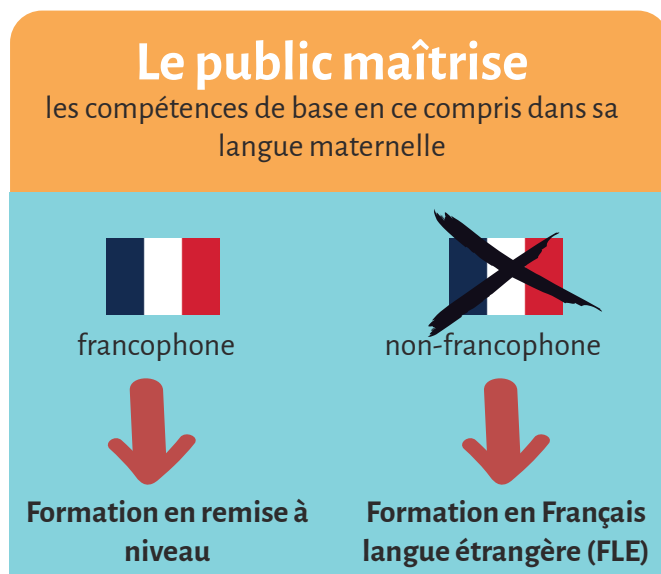 Le public maîtrise
les compétences de base en ce compris dans sa
langue maternelle
francophone
non-francophone
Formation en remise à
niveau
Formation en Français
langue étrangère (FLE)